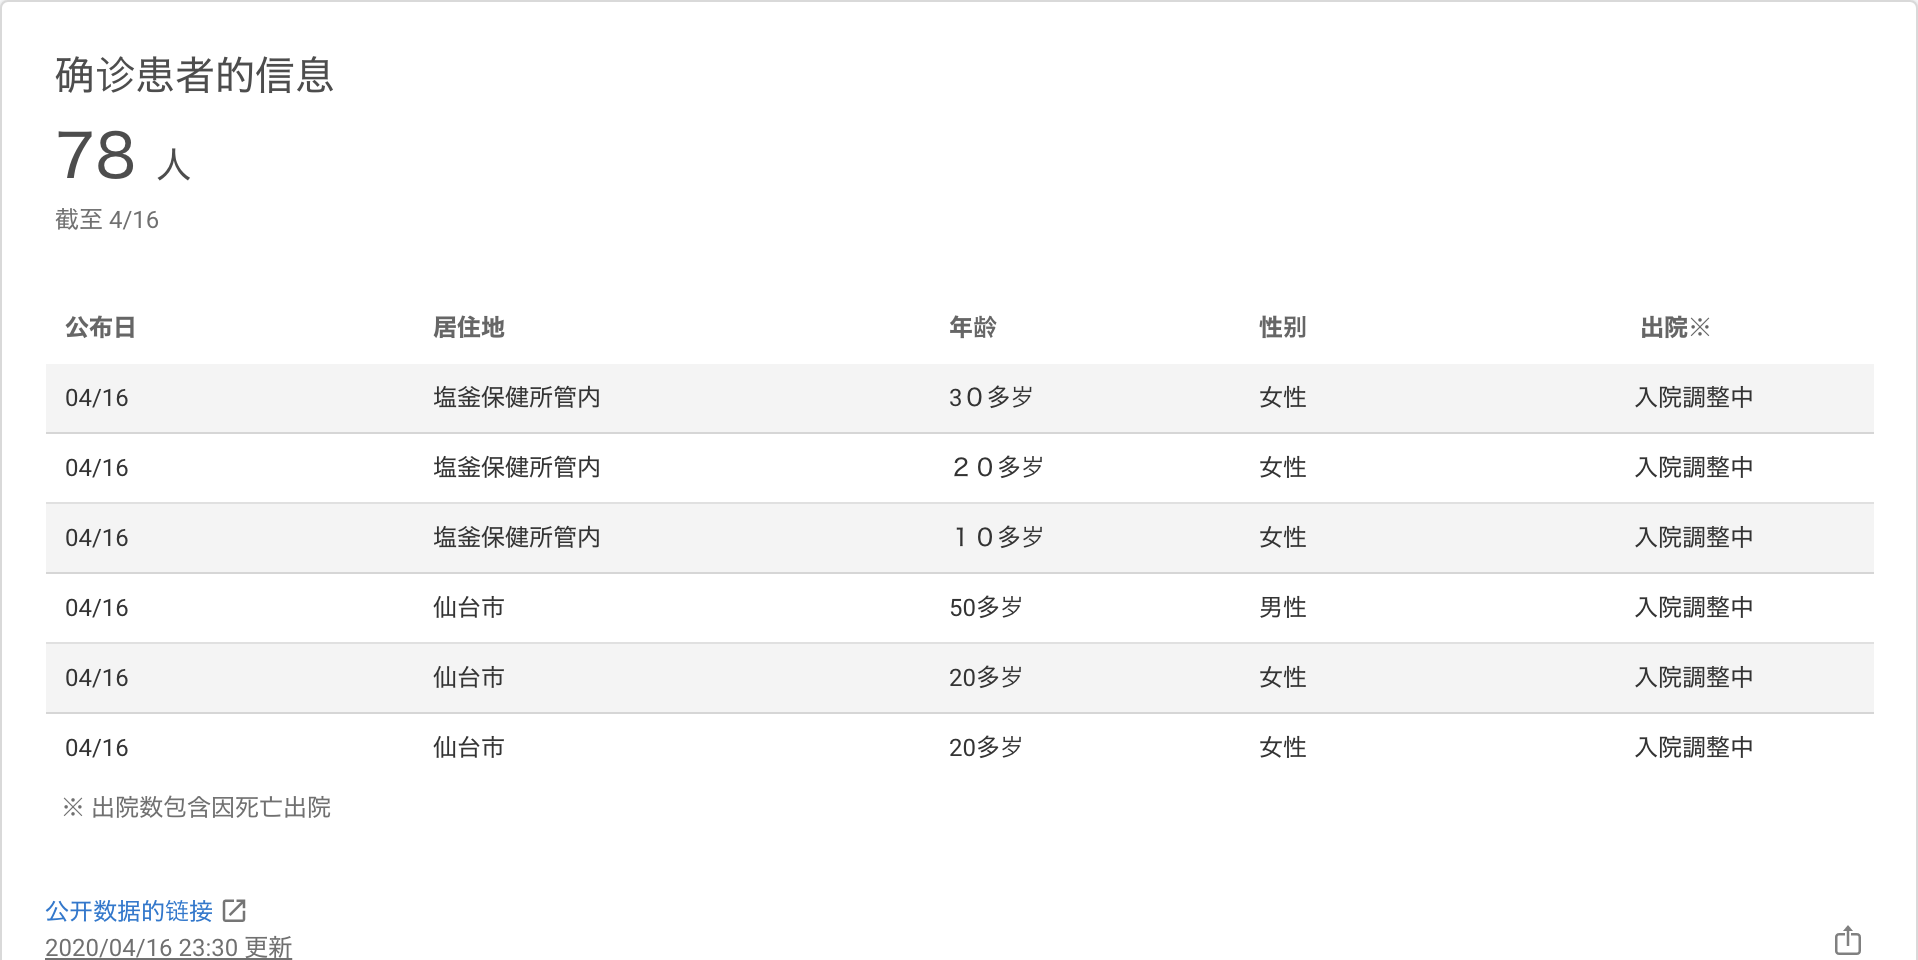 确诊患者的信息
78 人
截至 4/16
公布日 居住地 年龄 性别 出院※
04/16 塩釜保健所管内 3０多岁 女性 入院調整中
04/16 塩釜保健所管内 ２０多岁 女性 入院調整中
04/16 塩釜保健所管内 １０多岁 女性 入院調整中
04/16 仙台市 50多岁 男性 入院調整中
04/16 仙台市 20多岁 女性 入院調整中
04/16 仙台市 20多岁 女性 入院調整中
※ 出院数包含因死亡出院
公开数据的链接
2020/04/16 23:30 更新